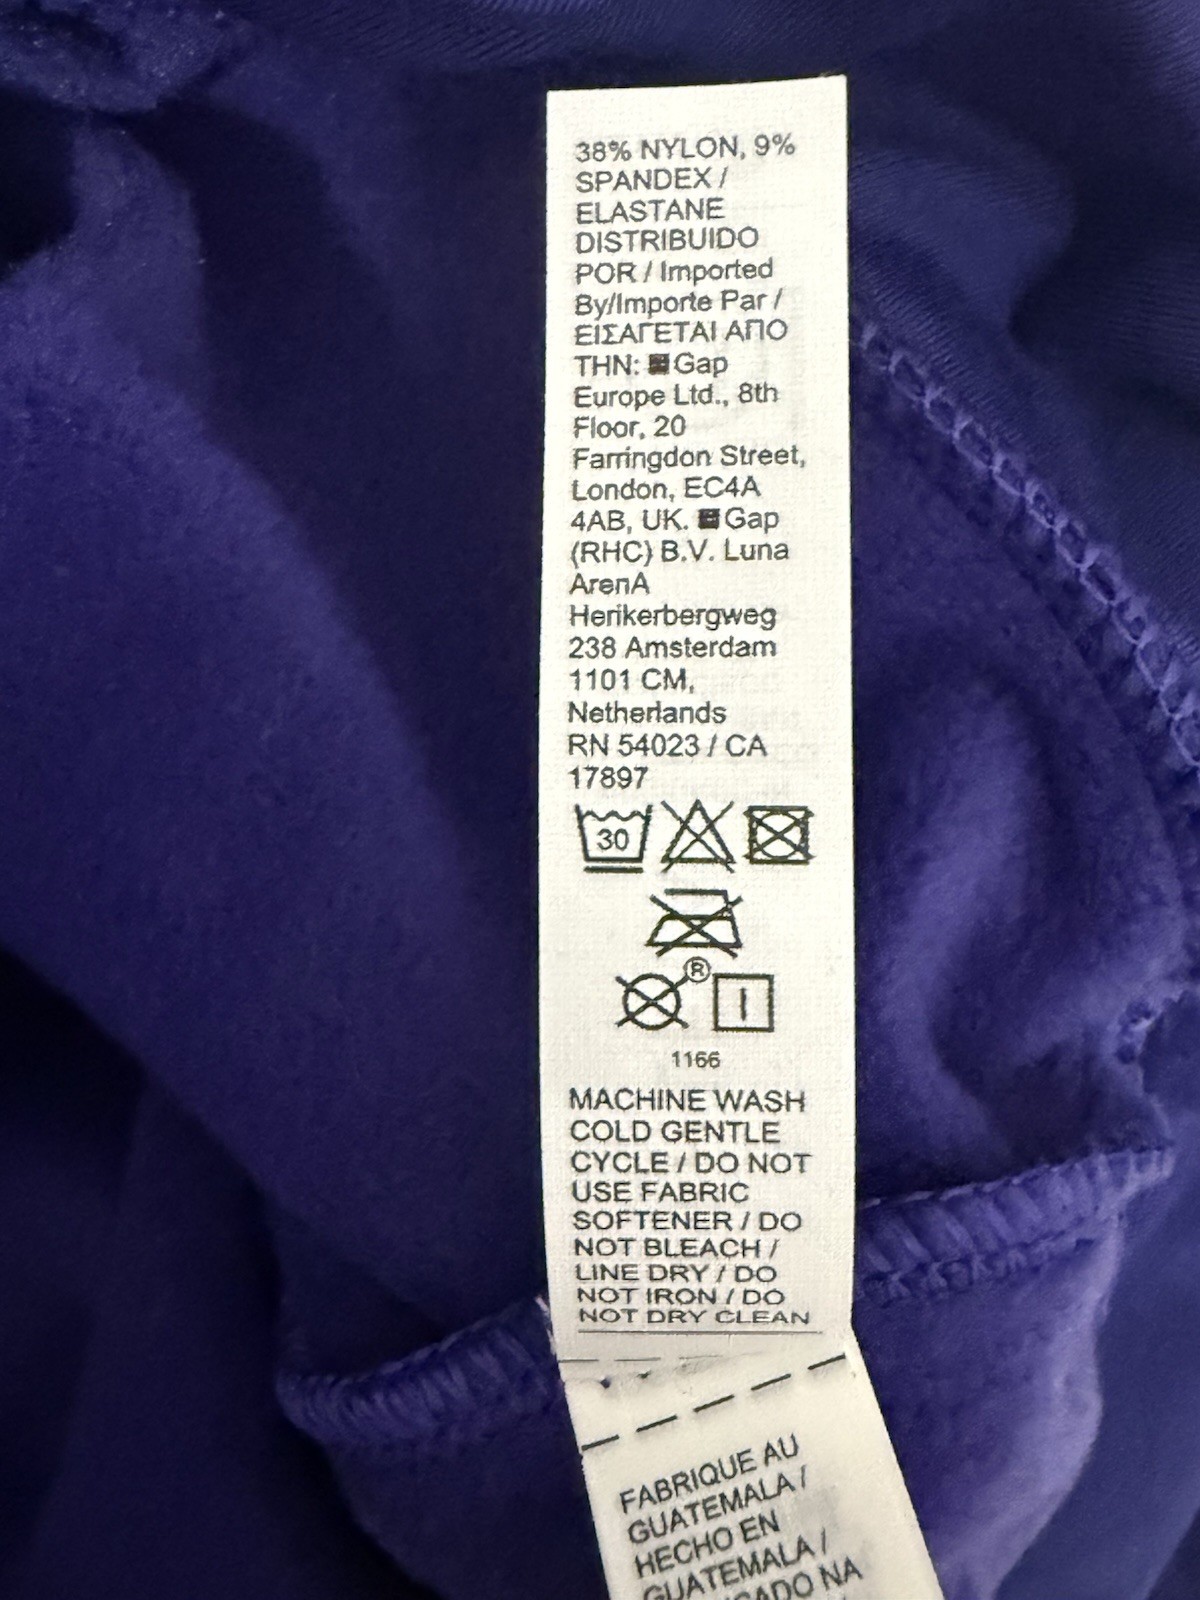 38% NYLON, 9%
SPANDEX /
ELASTANE
DISTRIBUIDO
POR / Imported
By/Importe Par /
ΕΙΣΑΓΕΤΑΙ ΑΠΟ
ΤΗΝ: Gap
Europe Ltd., 8th
Floor, 20
Farringdon Street,
London, EC4A
4AB, UK. Gap
(RHC) B.V. Luna
ArenA
Herikerbergweg
238 Amsterdam
1101 CM,
Netherlands
RN 54023 / CA
17897
30
®
1166
MACHINE WASH
COLD GENTLE
CYCLE / DO NOT
USE FABRIC
SOFTENER / DO
NOT BLEACH /
LINE DRY / DO
NOT IRON / DO
NOT DRY CLEAN
FABRIQUE AU
GUATEMALA /
HECHO EN
GUATEMALA /
NA